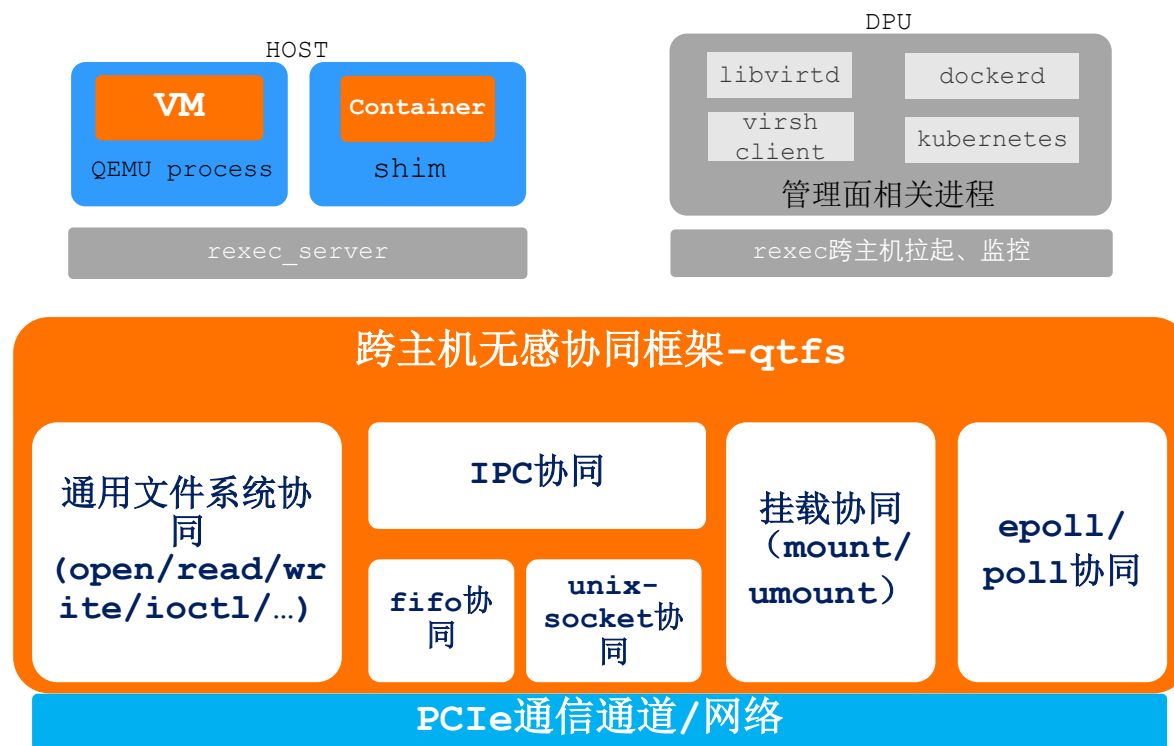 HOST
VM
QEMU process
Container
shim
rexec_server
DPU
libvirtd
dockerd
virsh
client
kubernetes
管理面相关进程
rexec跨主机拉起、监控
跨主机无感协同框架-qtfs
通用文件系统协
同
(open/read/wr
ite/ioctl/…)
IPC协同
fifo协
同
unix-
socket协
同
挂载协同
（mount/
umount）
epoll/
poll协同
PCIe通信通道/网络